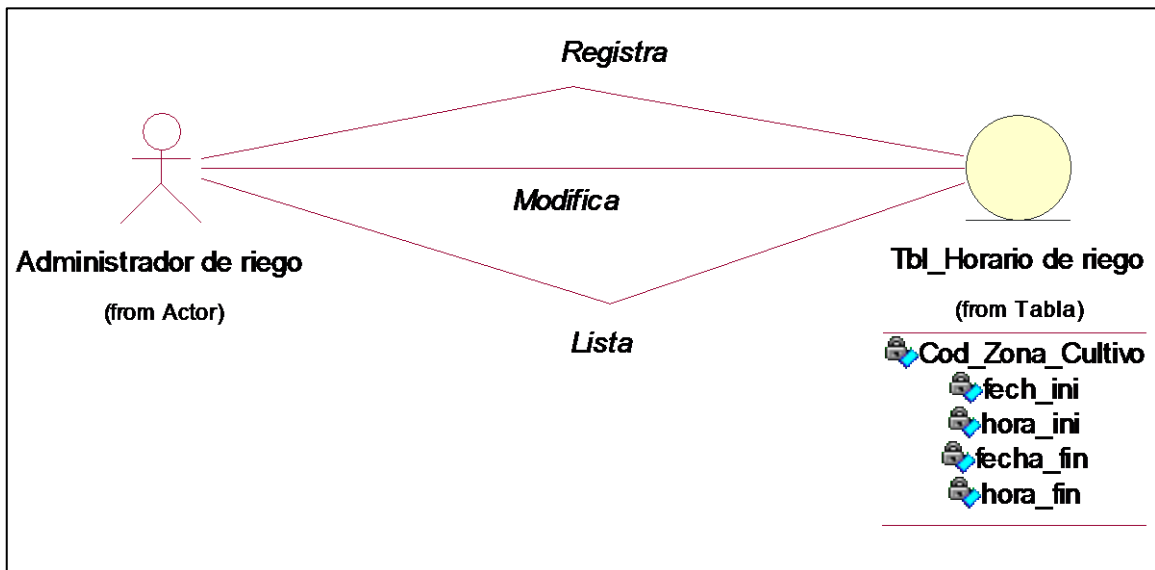 Registra
Modifica
Administrador de riego
(from Actor)
Tbl_Horario de riego
(from Tabla)
Lista
Cod_Zona_Cultivo
fech_ini
hora_ini
fecha_fin
hora_fin